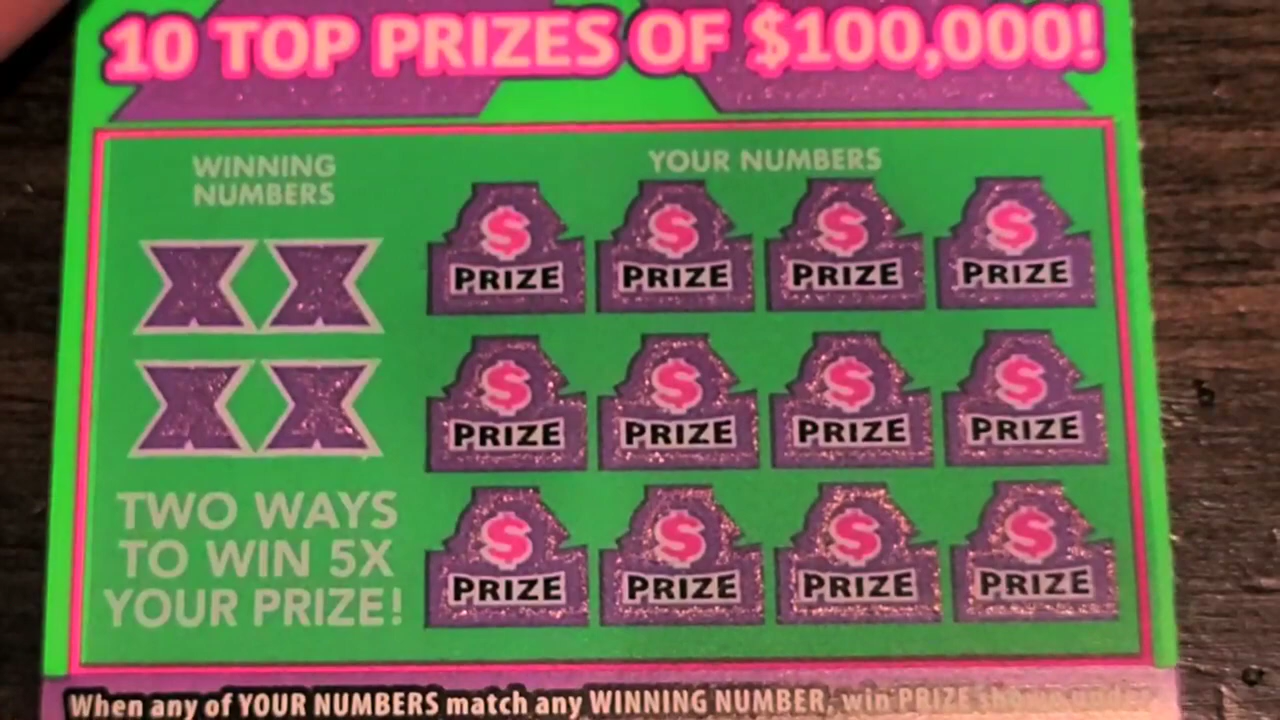 10 TOP PRIZES OF $100,000!
WINNING
NUMBERS
YOUR NUMBERS
$ $ $ $
PRIZE PRIZE PRIZE PRIZE
$ $ $ $
PRIZE PRIZE PRIZE PRIZE
$ $ $ $
PRIZE PRIZE PRIZE PRIZE
TWO WAYS
TO WIN 5X
YOUR PRIZE!
When any of YOUR NUMBERS match any WINNING NUMBER, win PRIZE shown under